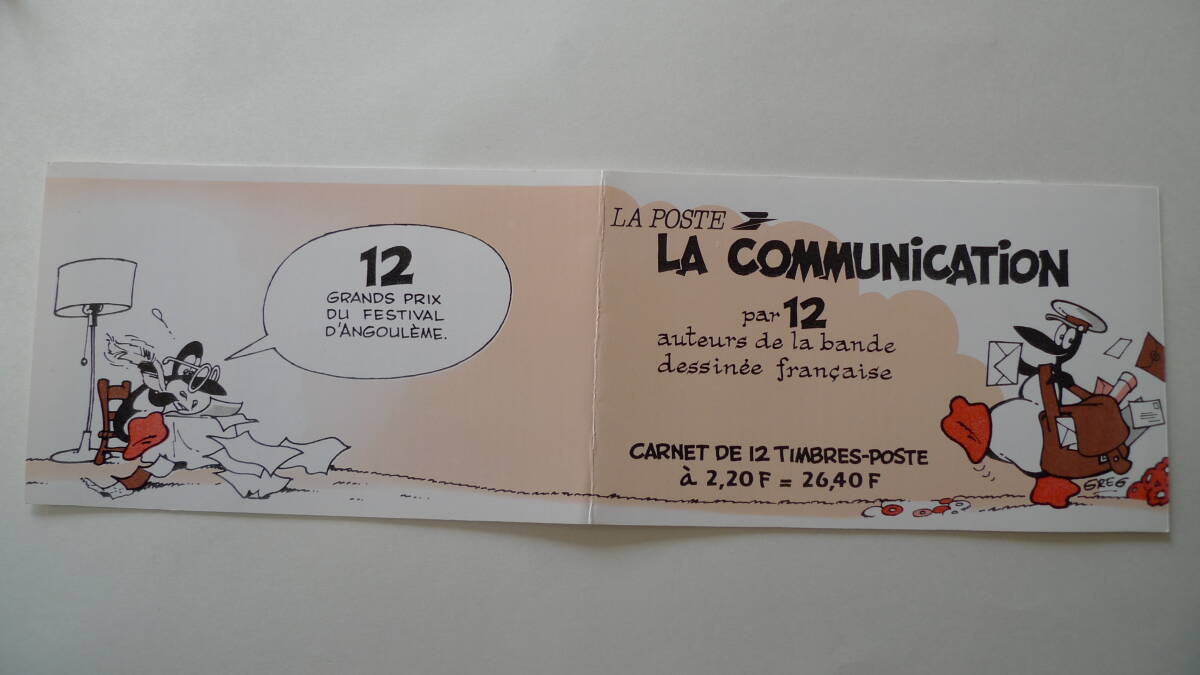 12
GRANDS PRIX
DU FESTIVAL
D'ANGOULÊME.
LA POSTE
LA COMMUNiCATiON
par 12
auteurs de la bande
dessinée française
CARNET DE 12 TIMBRES-POSTE
à 2,20 F = 26,40 F
GREG